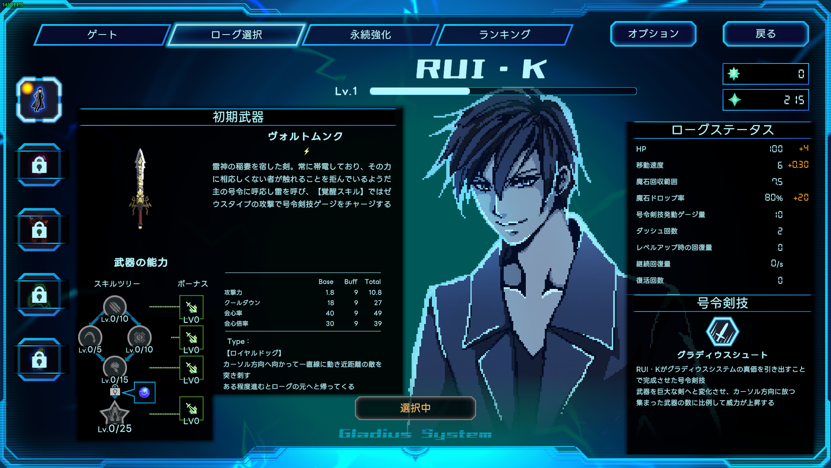 ゲート
ローグ選択
永続強化
ランキング
オプション
戻る
RUI・K
Lv.1
0
215
初期武器
ヴォルトムンク
雷神の稲妻を宿した剣。常に帯電しており、その力
に相応しくない者が触れることを拒んでいるようだ
主の号令に呼応し雷を呼び、【覚醒スキル】ではゼ
ウスタイプの攻撃で号令剣技ゲージをチャージする
武器の能力
スキルツリー
ボーナス
Lv.0/10
LV0
Lv.0/5
Lv.0/10
LV0
Lv.0/15
LV0
Lv.0/25
LV0
Base Buff Total
攻撃力 1.8 9 10.8
クールダウン 18 9 27
会心率 40 9 49
会心倍率 30 9 39
Type：
【ロイヤルドッグ】
カーソル方向へ向かって一直線に動き近距離の敵を
突き刺す
ある程度進むとローグの元へと帰ってくる
選択中
Gladius System
ローグステータス
HP 100 +4
移動速度 6 +0.30
魔石回収範囲 7.5
魔石ドロップ率 80% +20
号令剣技発動ゲージ量 10
ダッシュ回数 2
レベルアップ時の回復量 0
継続回復量 0/s
復活回数 0
号令剣技
グラディウスシュート
RUI・Kがグラディウスシステムの真価を引き出すこと
で完成させた号令剣技
武器を巨大な剣へと変化させ、カーソル方向に放つ
集まった武器の数に比例して威力が上昇する